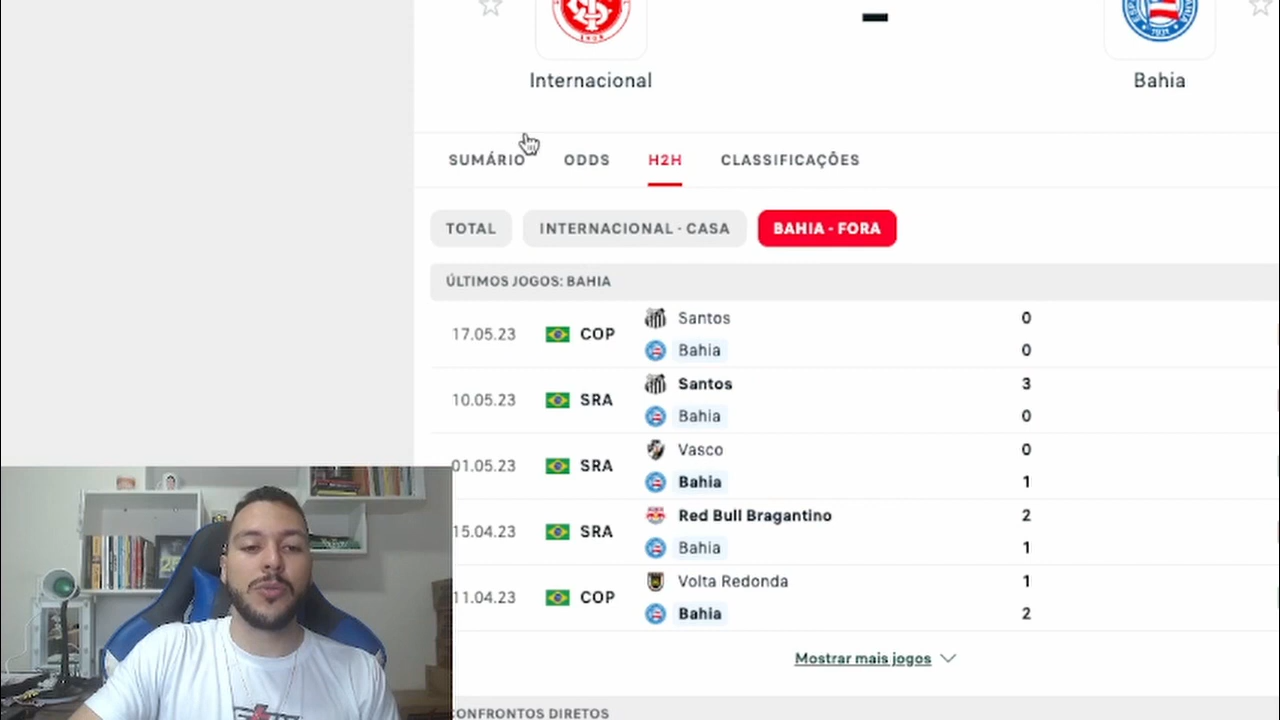 Internacional
Bahia
SUMÁRIO ODDS H2H CLASSIFICAÇÕES
TOTAL INTERNACIONAL - CASA BAHIA - FORA
ÚLTIMOS JOGOS: BAHIA
17.05.23 COP Santos 0
Bahia 0
10.05.23 SRA Santos 3
Bahia 0
01.05.23 SRA Vasco 0
Bahia 1
15.04.23 SRA Red Bull Bragantino 2
Bahia 1
11.04.23 COP Volta Redonda 1
Bahia 2
Mostrar mais jogos
CONFRONTOS DIRETOS